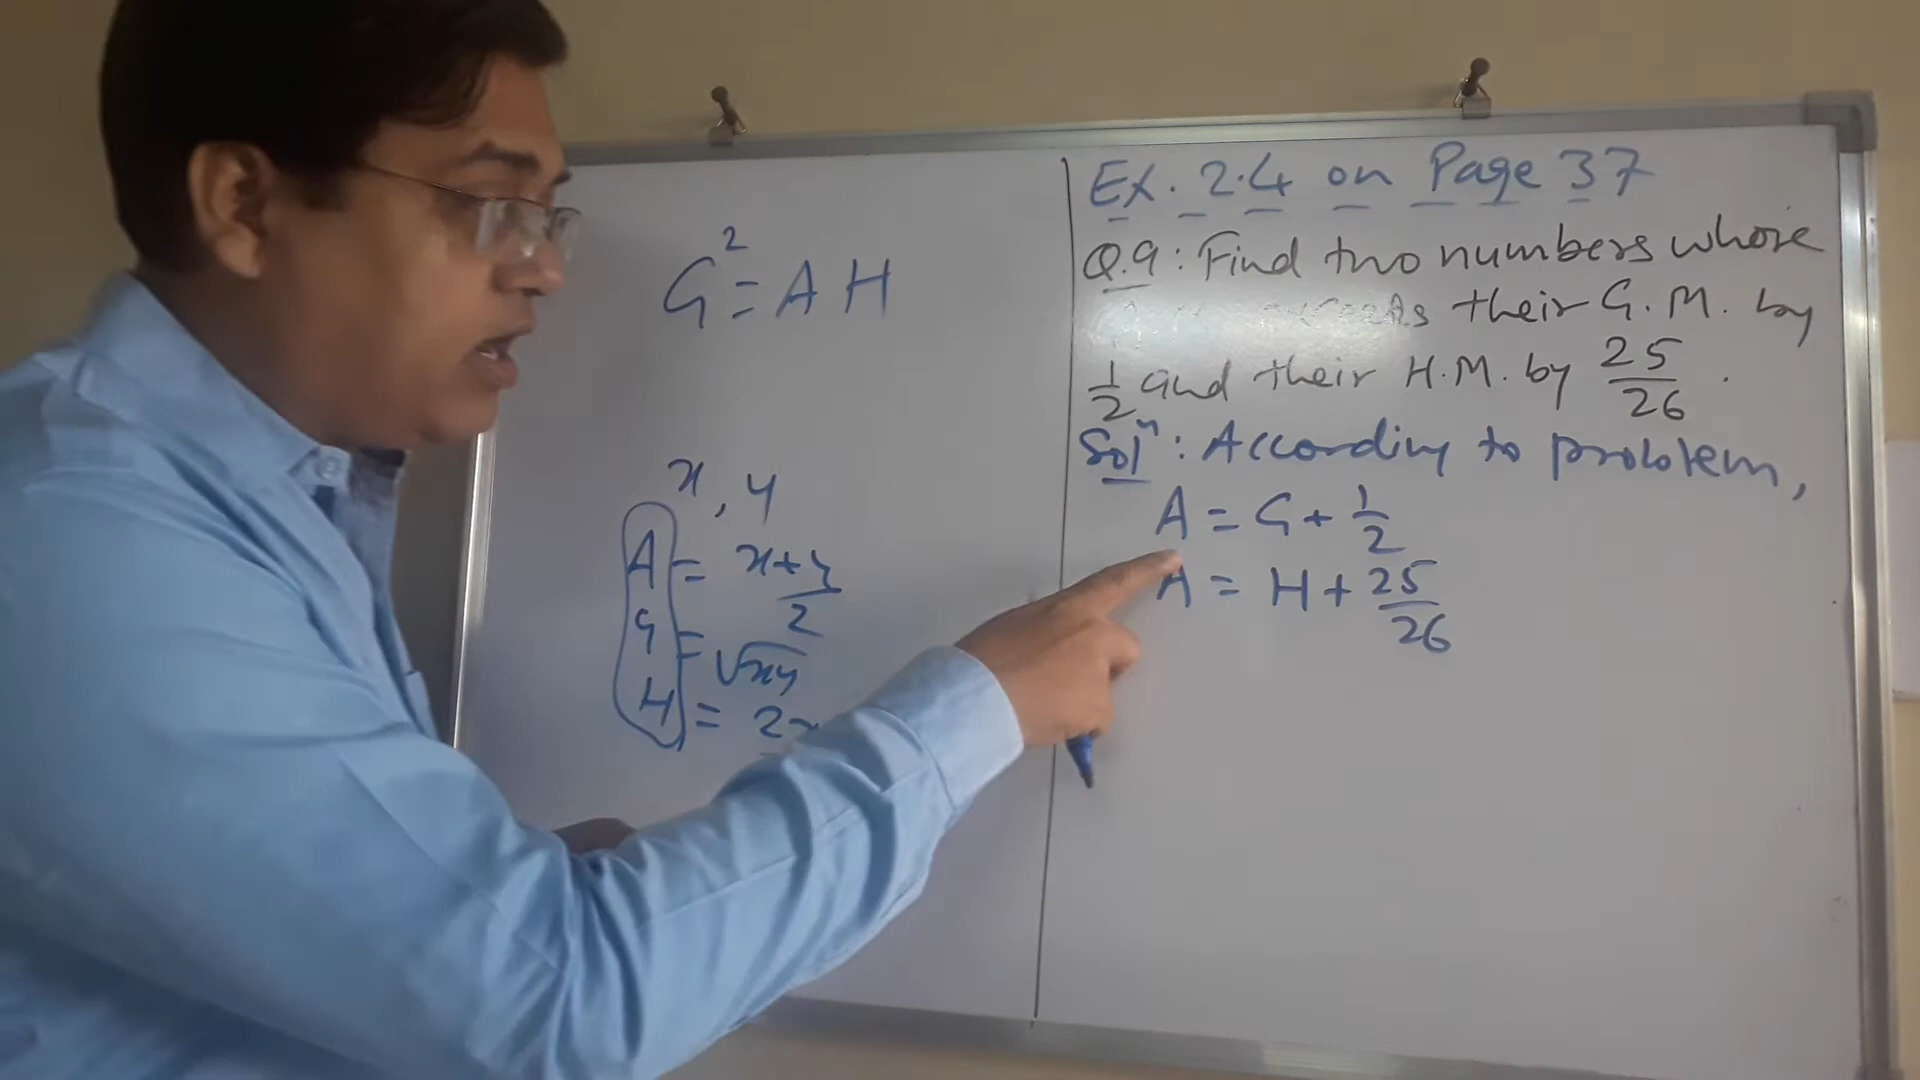 G² = A H
x, y
A = x+y/2
G = √xy
H = 2
Ex. 2.4 on Page 37
Q.9: Find two numbers whose
exceeds their G.M. by
1/2 and their H.M. by 25/26.
Solⁿ: According to problem,
A = G + 1/2
A = H + 25/26